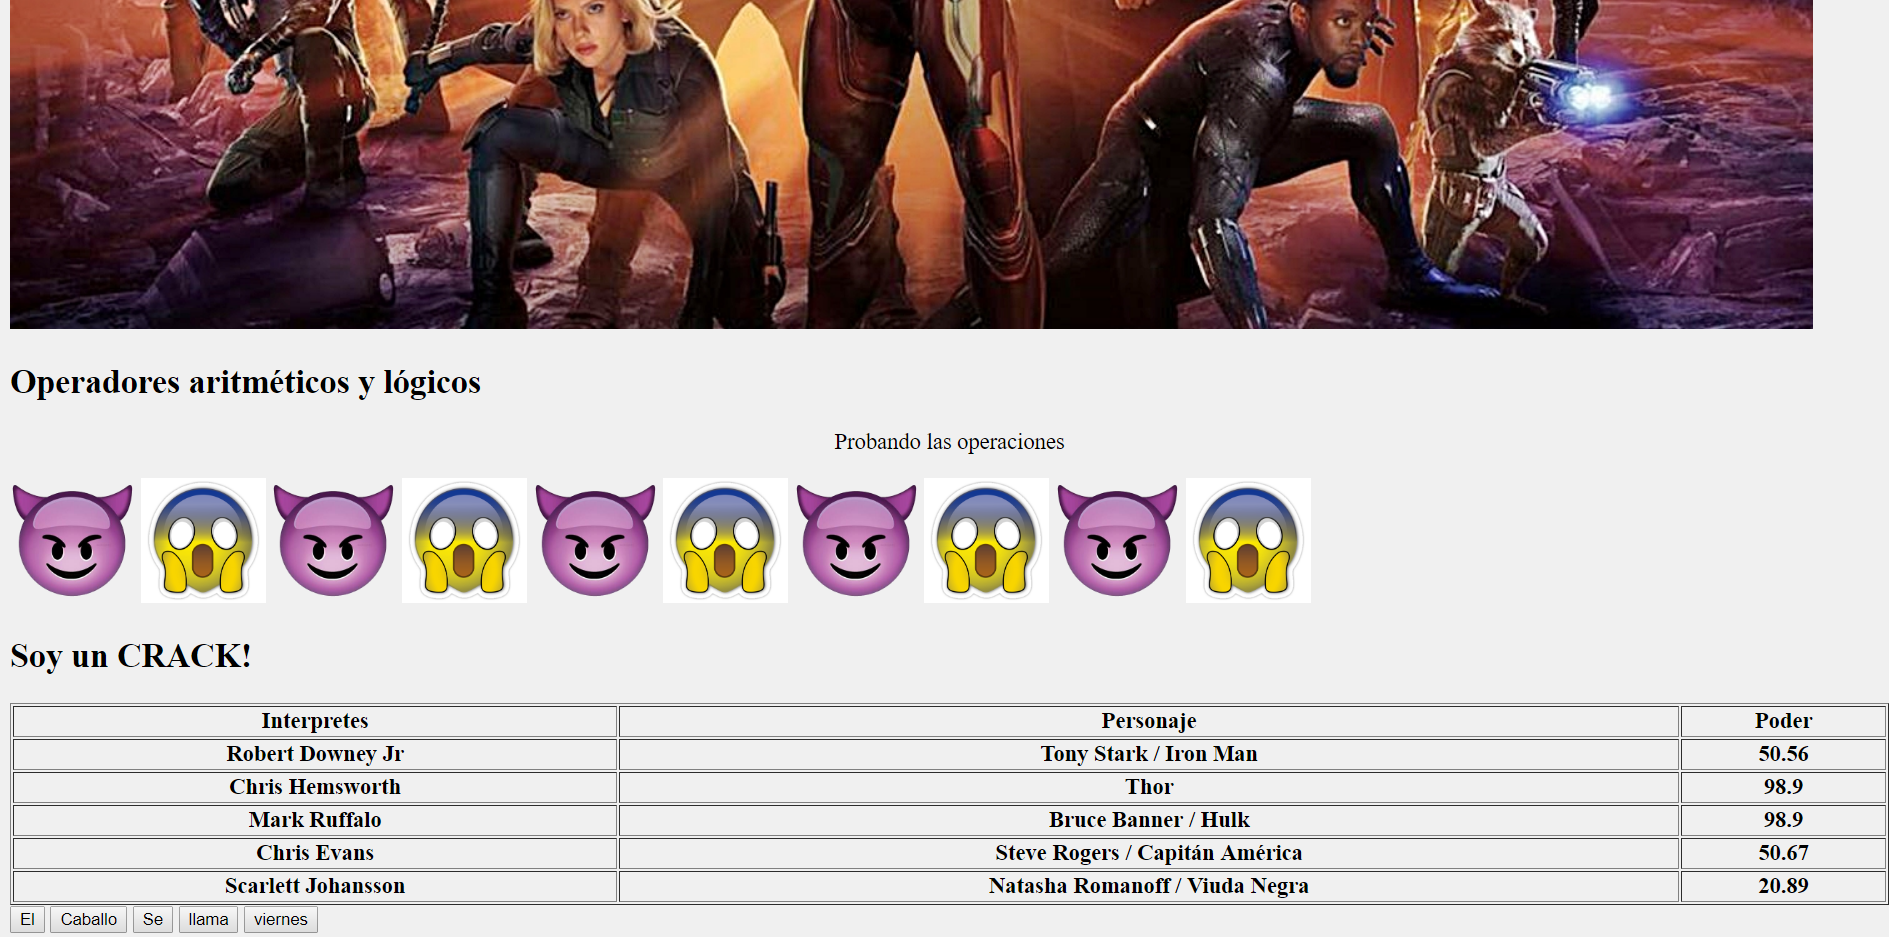 Operadores aritméticos y lógicos
Probando las operaciones
Soy un CRACK!
Interpretes Personaje Poder
Robert Downey Jr Tony Stark / Iron Man 50.56
Chris Hemsworth Thor 98.9
Mark Ruffalo Bruce Banner / Hulk 98.9
Chris Evans Steve Rogers / Capitán América 50.67
Scarlett Johansson Natasha Romanoff / Viuda Negra 20.89
El Caballo Se llama viernes